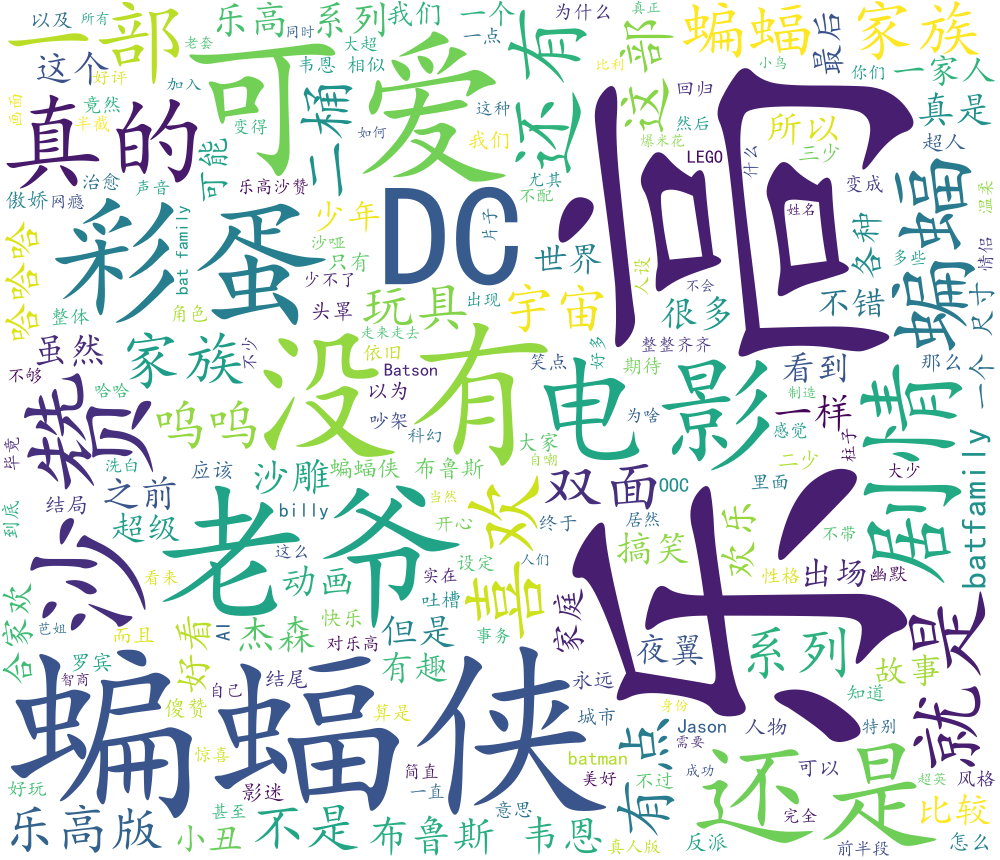 以及
所有
一部
老套
同时
乐高 系列
我们
一个
一点
为什么
还有
真正
这部
蝙蝠 家族
最后
小鸟
你们
一家人
这个
好评
韦恩
大超
相似
加入
可爱
比利
回归
爆米花
然后
LEGO
所以
三少
什么
真是
超人
画面
竟然
半截
真的
变得
二桶
如何
这种
我们
可能
治愈
声音
傲娇
网瘾
乐高沙赞
尤其
不配
变成
温柔
姓名
情侣
蝙蝠
各种
尺寸
多些
DC
片子
少年
沙哑
只有
少不了
世界
人设
不会
不错
彩蛋
bat family
哈哈哈
整体
角色
头罩
玩具
出现
宇宙
很多
乐高
走来走去
整整齐齐
那么
一个
虽然
家族
不少
没有
依旧
Batson
笑点
好多
期待
看到
制造
剧情
不够
哈哈
以为
吵架
科幻
电影
为啥
一样
感觉
柱子
沙赞
呜呜
大家
自嘲
二少
大少
毕竟
洗白
应该
沙雕
蝙蝠侠
布鲁斯
双面
OOC
里面
batfamily
结局
之前
billy
老爷
当然
开心
喜欢
终于
居然
不带
到底
超级
这么
设定
人们
搞笑
欢乐
性格
出场
幽默
看来
动画
实在
吐槽
合家欢
芭姐
而且
AI
杰森
快乐
对乐高
但是
事务
家庭
夜翼
系列
就是
故事
罗宾
智商
好看
自己
结尾
有趣
永远
身份
知道
蝙蝠侠
傻赞
算是
城市
有点
Jason
人物
特别
需要
惊喜
影迷
简直
一直
batman
美好
不过
成功
还是
可以
完全
超英
风格
好玩
乐高版
小丑
甚至
不是
布鲁斯
意思
韦恩
真人版
反派
前半段
比较
怎么